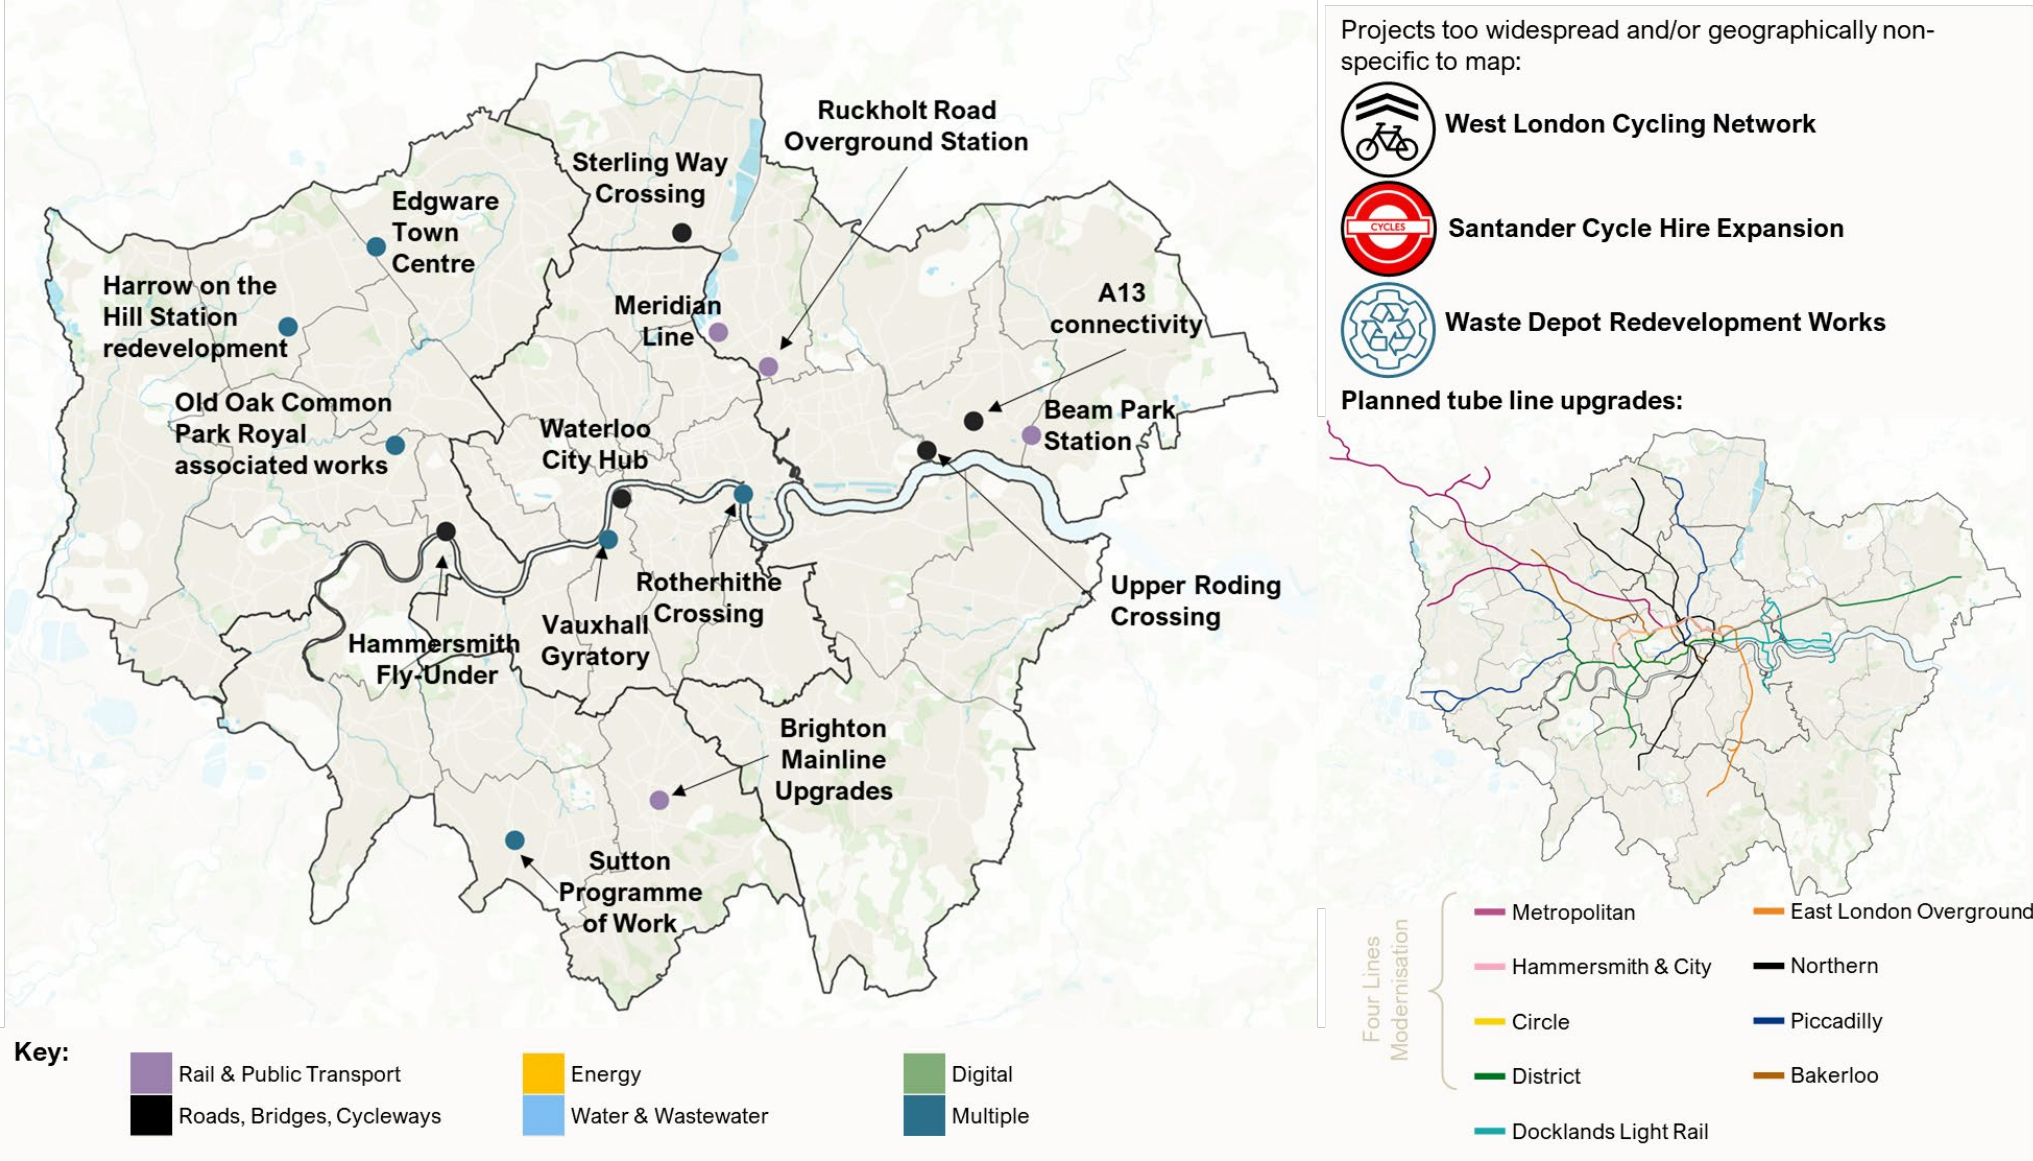 Ruckholt Road
Overground Station
Sterling Way
Crossing
Edgware
Town
Centre
Harrow on the
Hill Station
redevelopment
Meridian
Line
A13
connectivity
Old Oak Common
Park Royal
associated works
Waterloo
City Hub
Beam Park
Station
Rotherhithe
Crossing
Upper Roding
Crossing
Vauxhall
Gyratory
Hammersmith
Fly-Under
Brighton
Mainline
Upgrades
Sutton
Programme
of Work
Key:
Rail & Public Transport
Roads, Bridges, Cycleways
Energy
Water & Wastewater
Digital
Multiple
Projects too widespread and/or geographically non-
specific to map:
West London Cycling Network
CYCLES
Santander Cycle Hire Expansion
Waste Depot Redevelopment Works
Planned tube line upgrades:
Four Lines
Modernisation
Metropolitan
Hammersmith & City
Circle
District
Docklands Light Rail
East London Overground
Northern
Piccadilly
Bakerloo